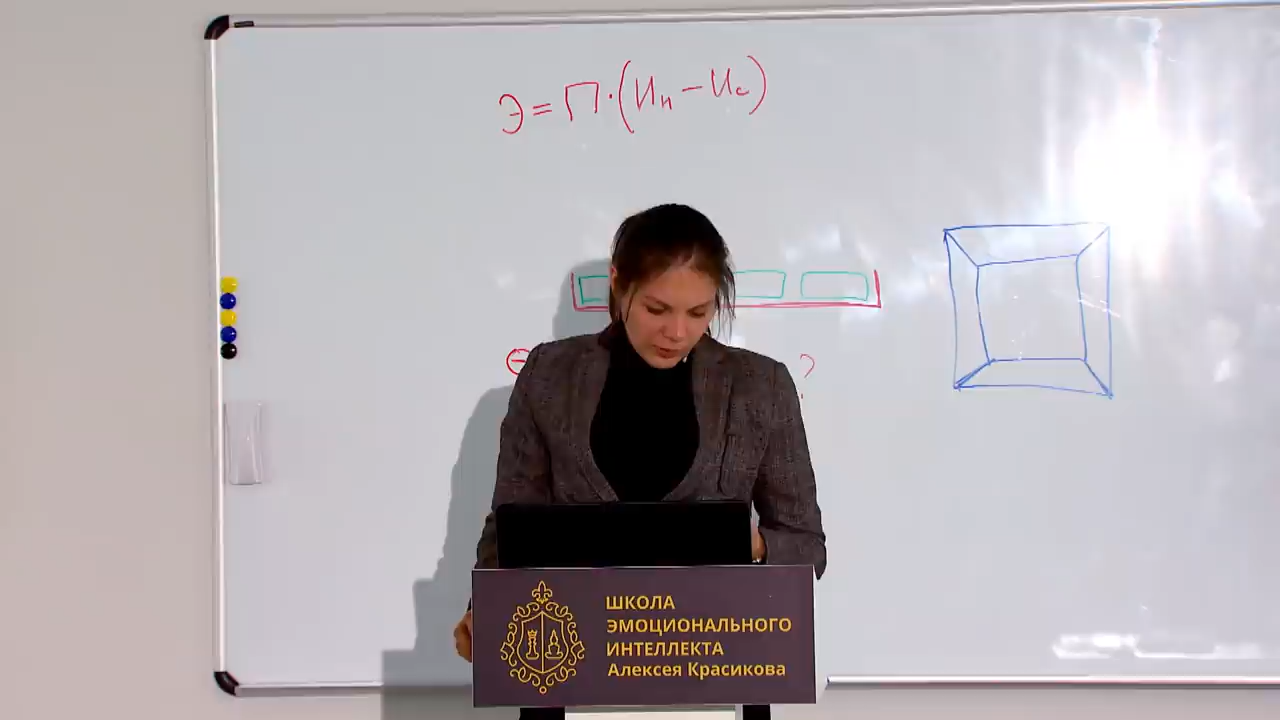 Э = П · (Ин − Ис)
?
ШКОЛА
ЭМОЦИОНАЛЬНОГО
ИНТЕЛЛЕКТА
Алексея Красикова